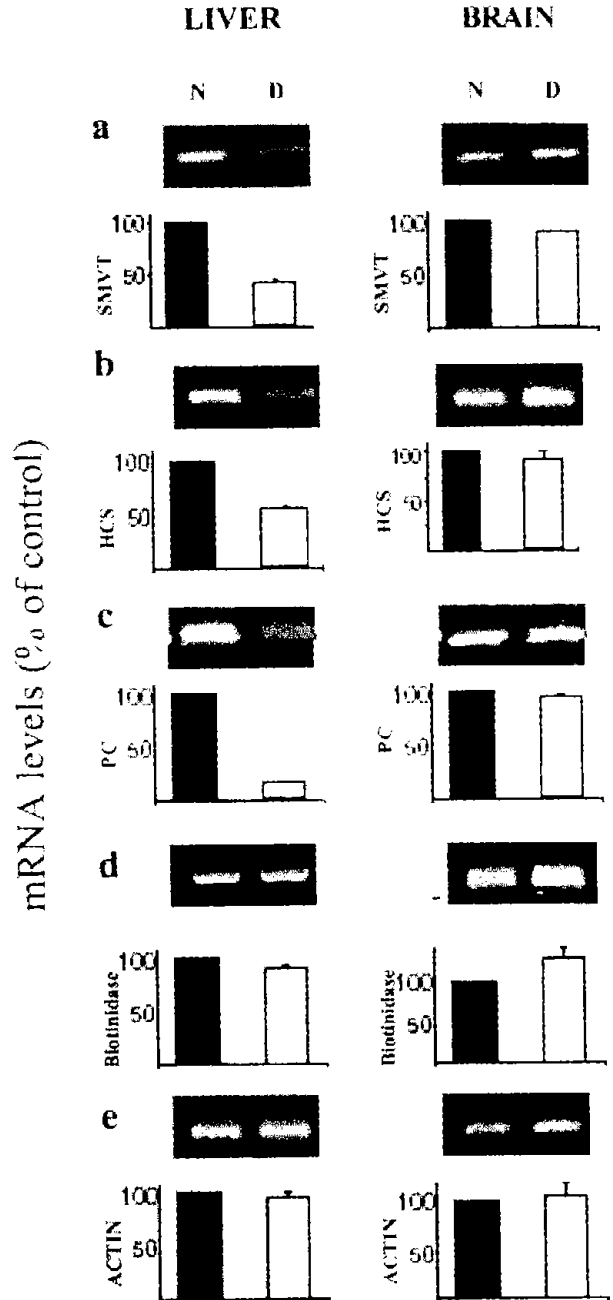 LIVER BRAIN
N D N D
a
100
50
SMVT
100
50
SMVT
b
100
50
HCS
100
50
HCS
c
100
50
PC
100
50
PC
d
100
50
Biotinidase
100
50
Biotinidase
e
100
50
ACTIN
100
50
ACTIN
mRNA levels (% of control)